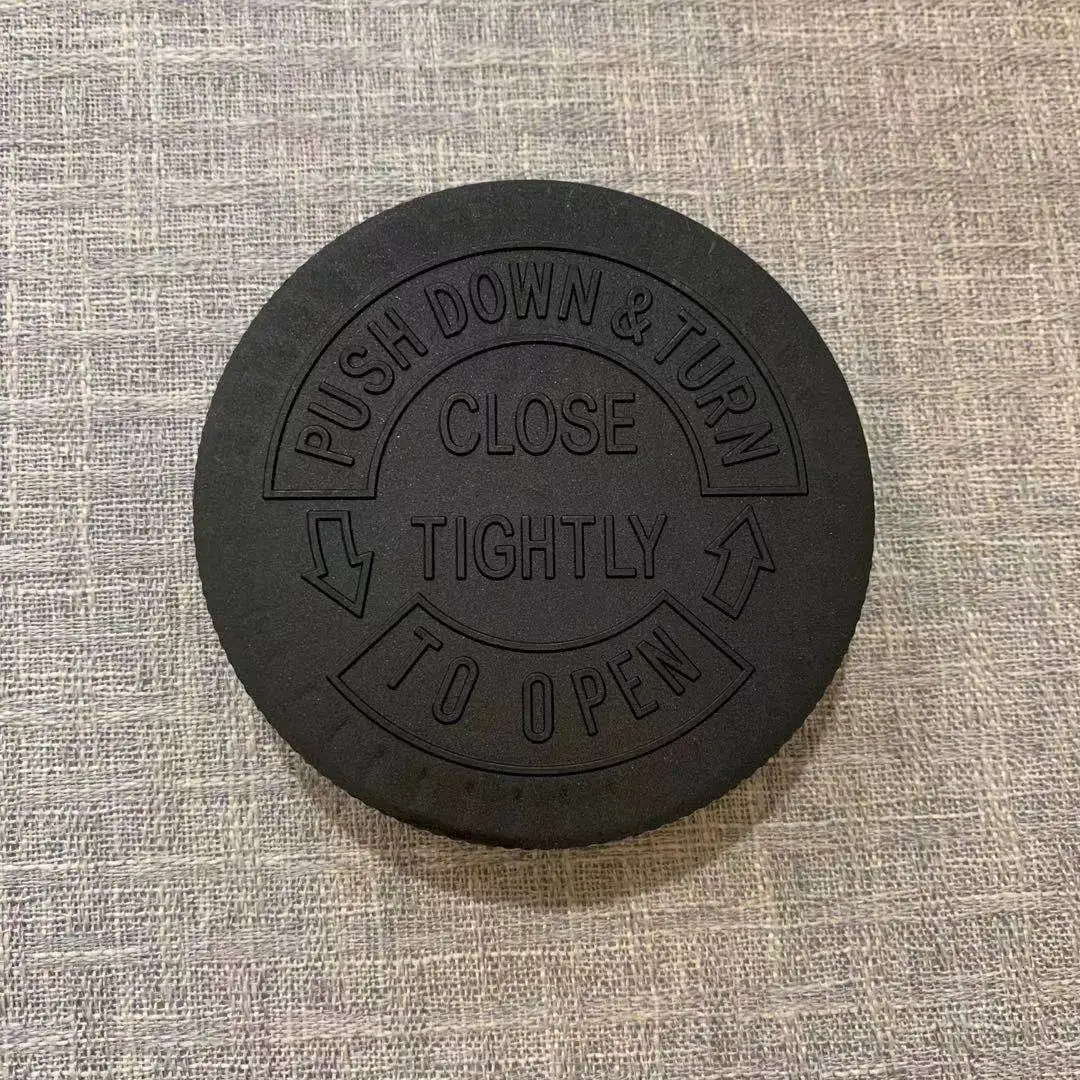 PUSH DOWN & TURN
CLOSE
TIGHTLY
TO OPEN